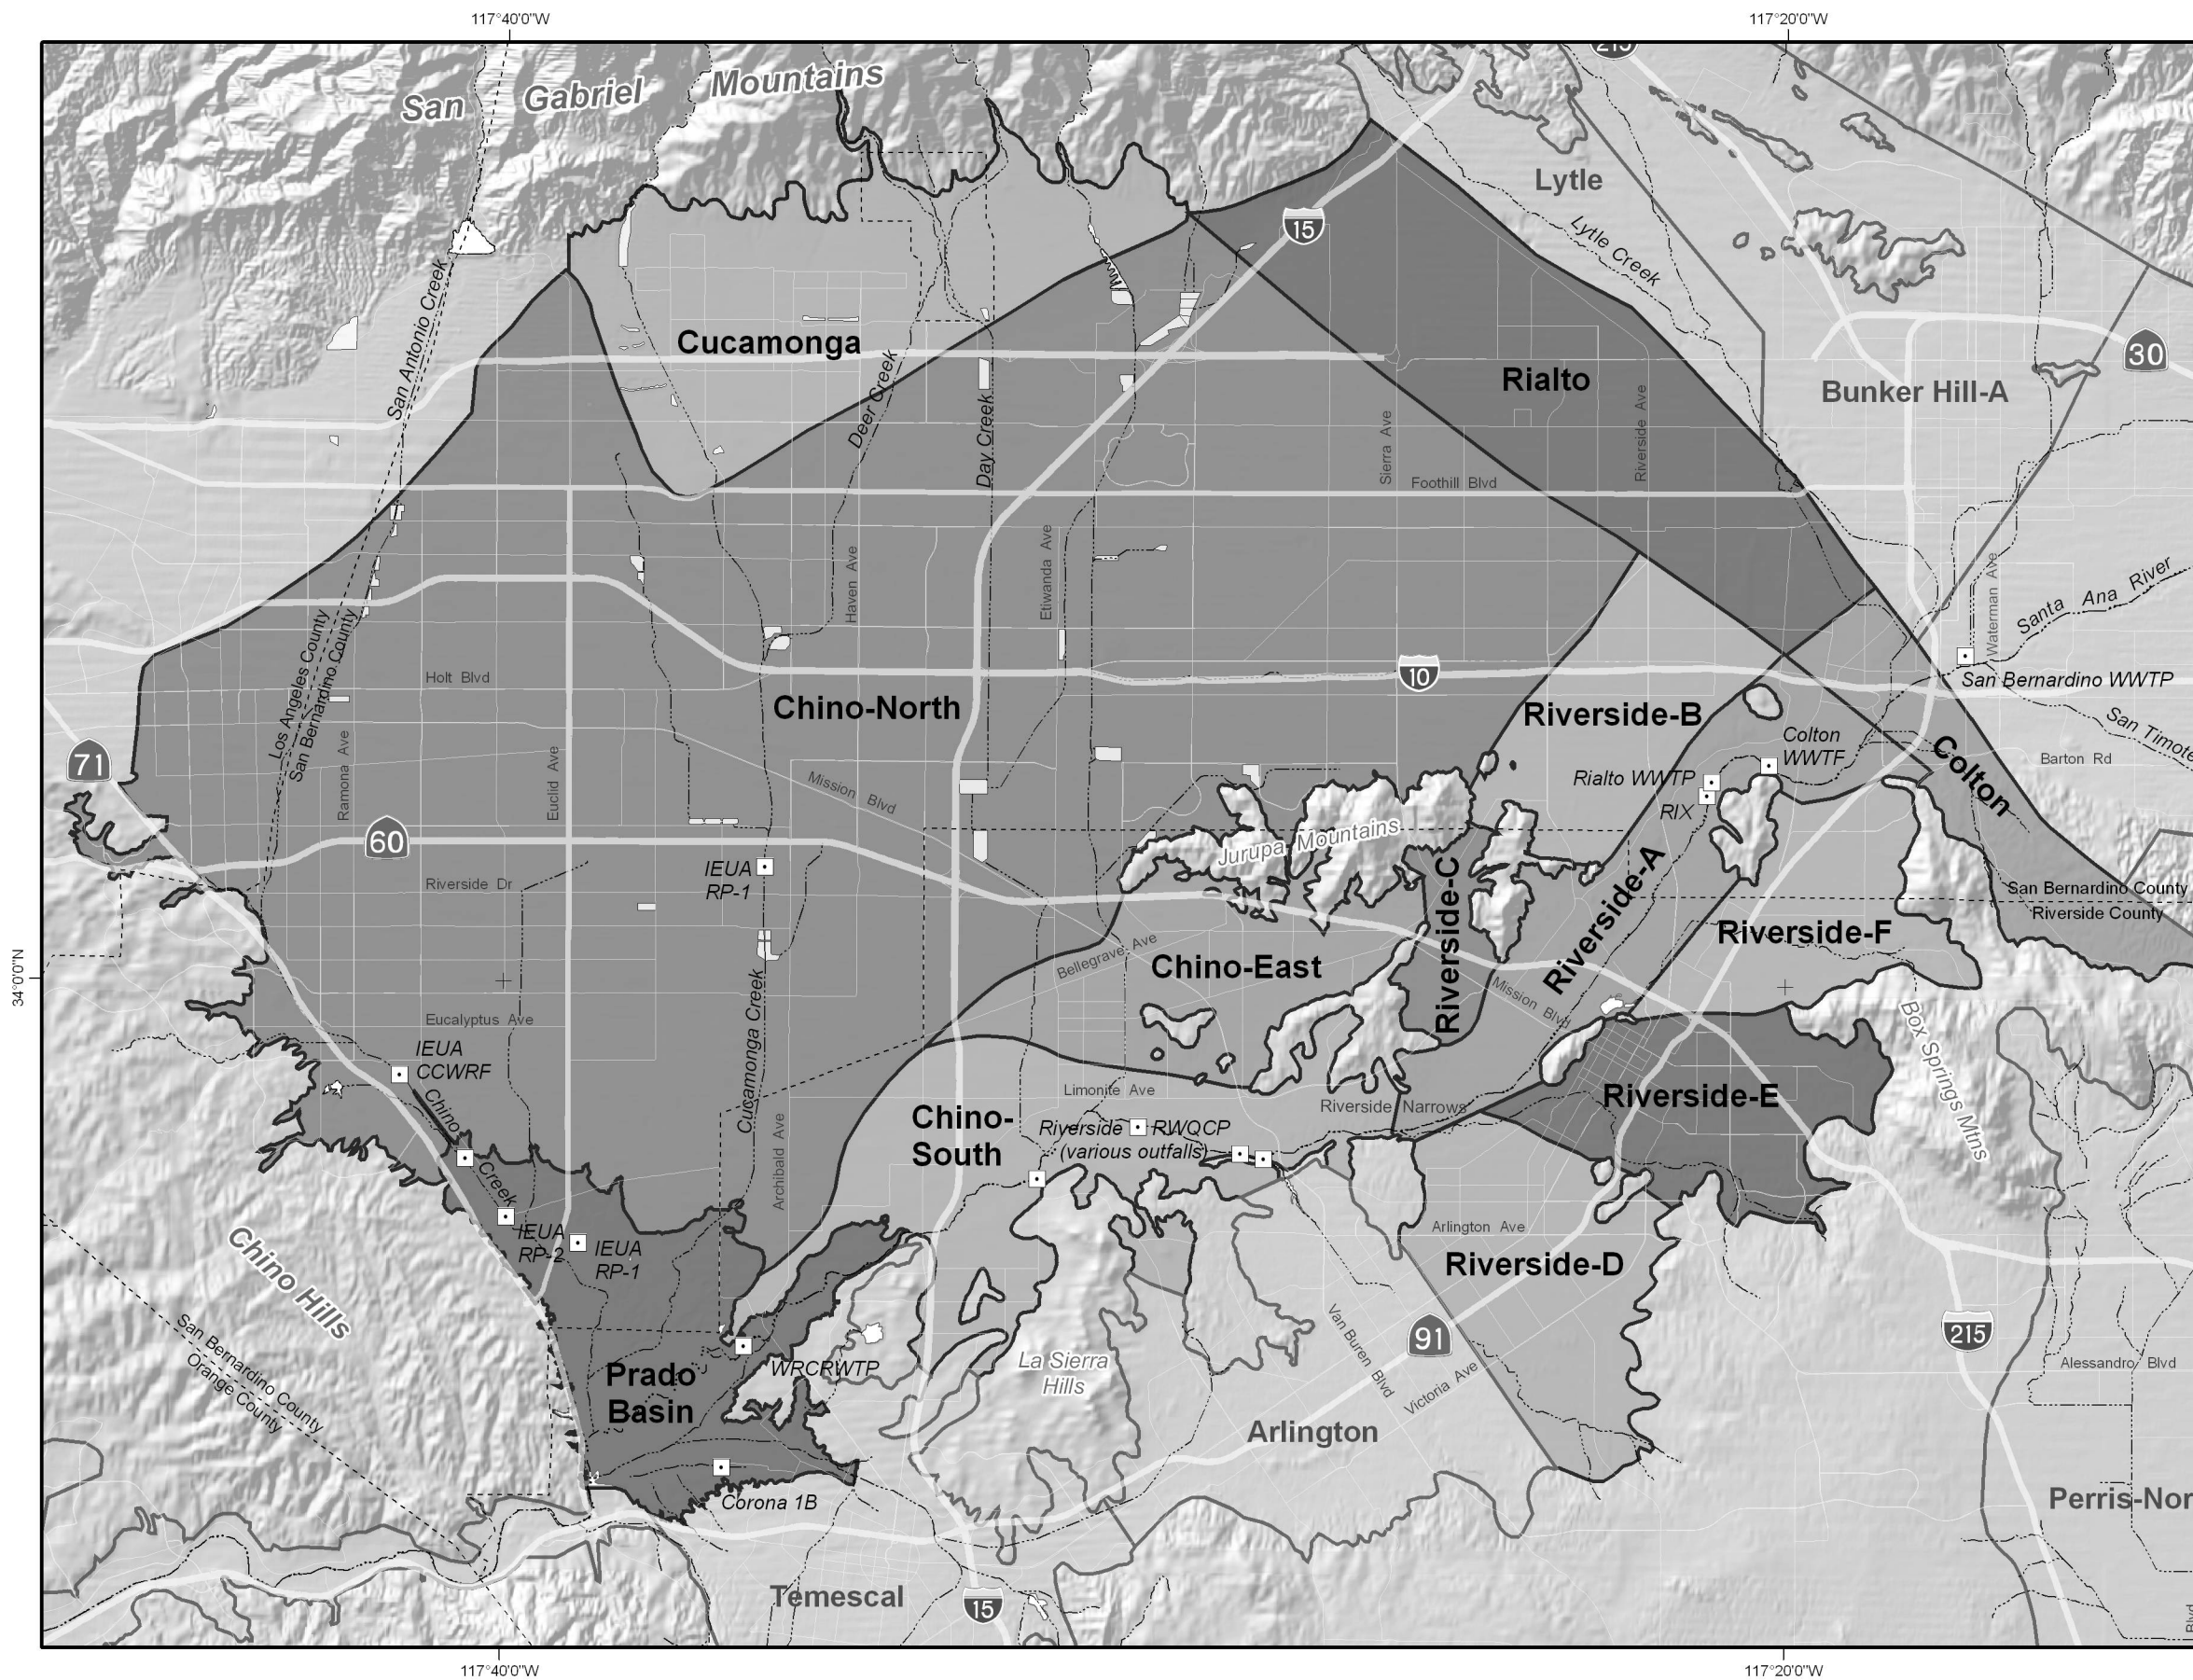 117°40'0"W
117°20'0"W
215
San Gabriel Mountains
Lytle
15
Lytle Creek
San Antonio Creek
Cucamonga
Deer Creek
Day Creek
Rialto
30
Bunker Hill-A
Sierra Ave
Riverside Ave
Foothill Blvd
Haven Ave
Etiwanda Ave
Waterman Ave
Santa Ana River
Los Angeles County
San Bernardino County
Holt Blvd
10
San Bernardino WWTP
Chino-North
Riverside-B
San Timote
71
Ramona Ave
Euclid Ave
Mission Blvd
Colton
WWTF
Colton
Barton Rd
Rialto WWTP
RIX
60
Jurupa Mountains
IEUA
RP-1
Riverside Dr
Riverside-C
Riverside-A
San Bernardino County
Riverside County
Riverside-F
Bellegrave Ave
Chino-East
34°0'0"N
Mission Blvd
Cucamonga Creek
Eucalyptus Ave
IEUA
CCWRF
Box Springs Mtns
Chino Creek
Limonite Ave
Riverside Narrows
Riverside-E
Archibald Ave
Chino-
South
Riverside RWQCP
(various outfalls)
IEUA
RP-2
IEUA
RP-1
Arlington Ave
Riverside-D
Chino Hills
San Bernardino County
Orange County
Van Buren Blvd
91
215
Victoria Ave
La Sierra
Hills
Alessandro Blvd
Prado
Basin
WRCRWTP
Arlington
Corona 1B
Perris-Nor
Temescal
15
Blvd
117°40'0"W
117°20'0"W